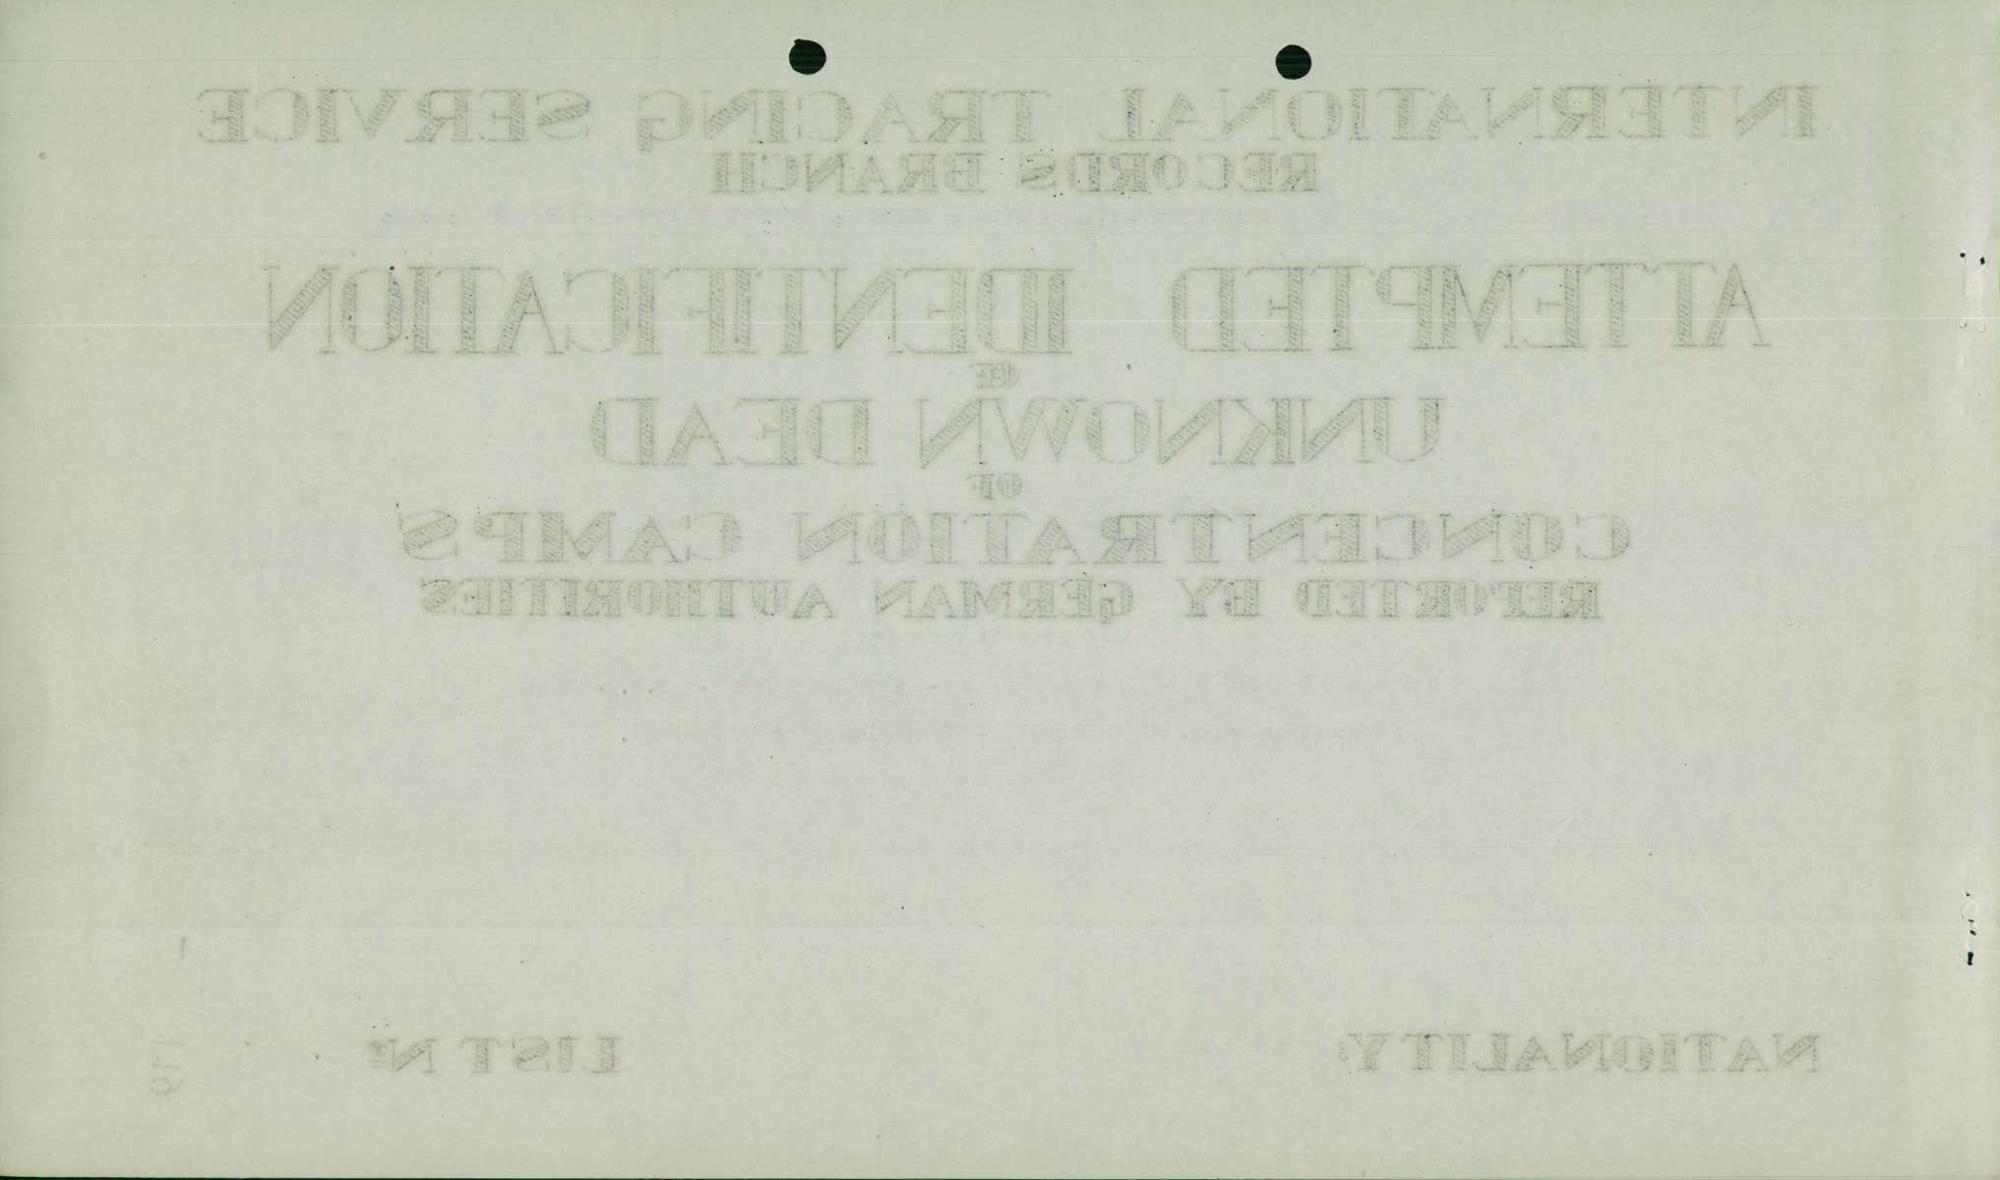 INTERNATIONAL TRACING SERVICE
RECORDS BRANCH
ATTEMPTED IDENTIFICATION
OF
UNKNOWN DEAD
OF
CONCENTRATION CAMPS
REPORTED BY GERMAN AUTHORITIES
NATIONALITY: LIST Nº